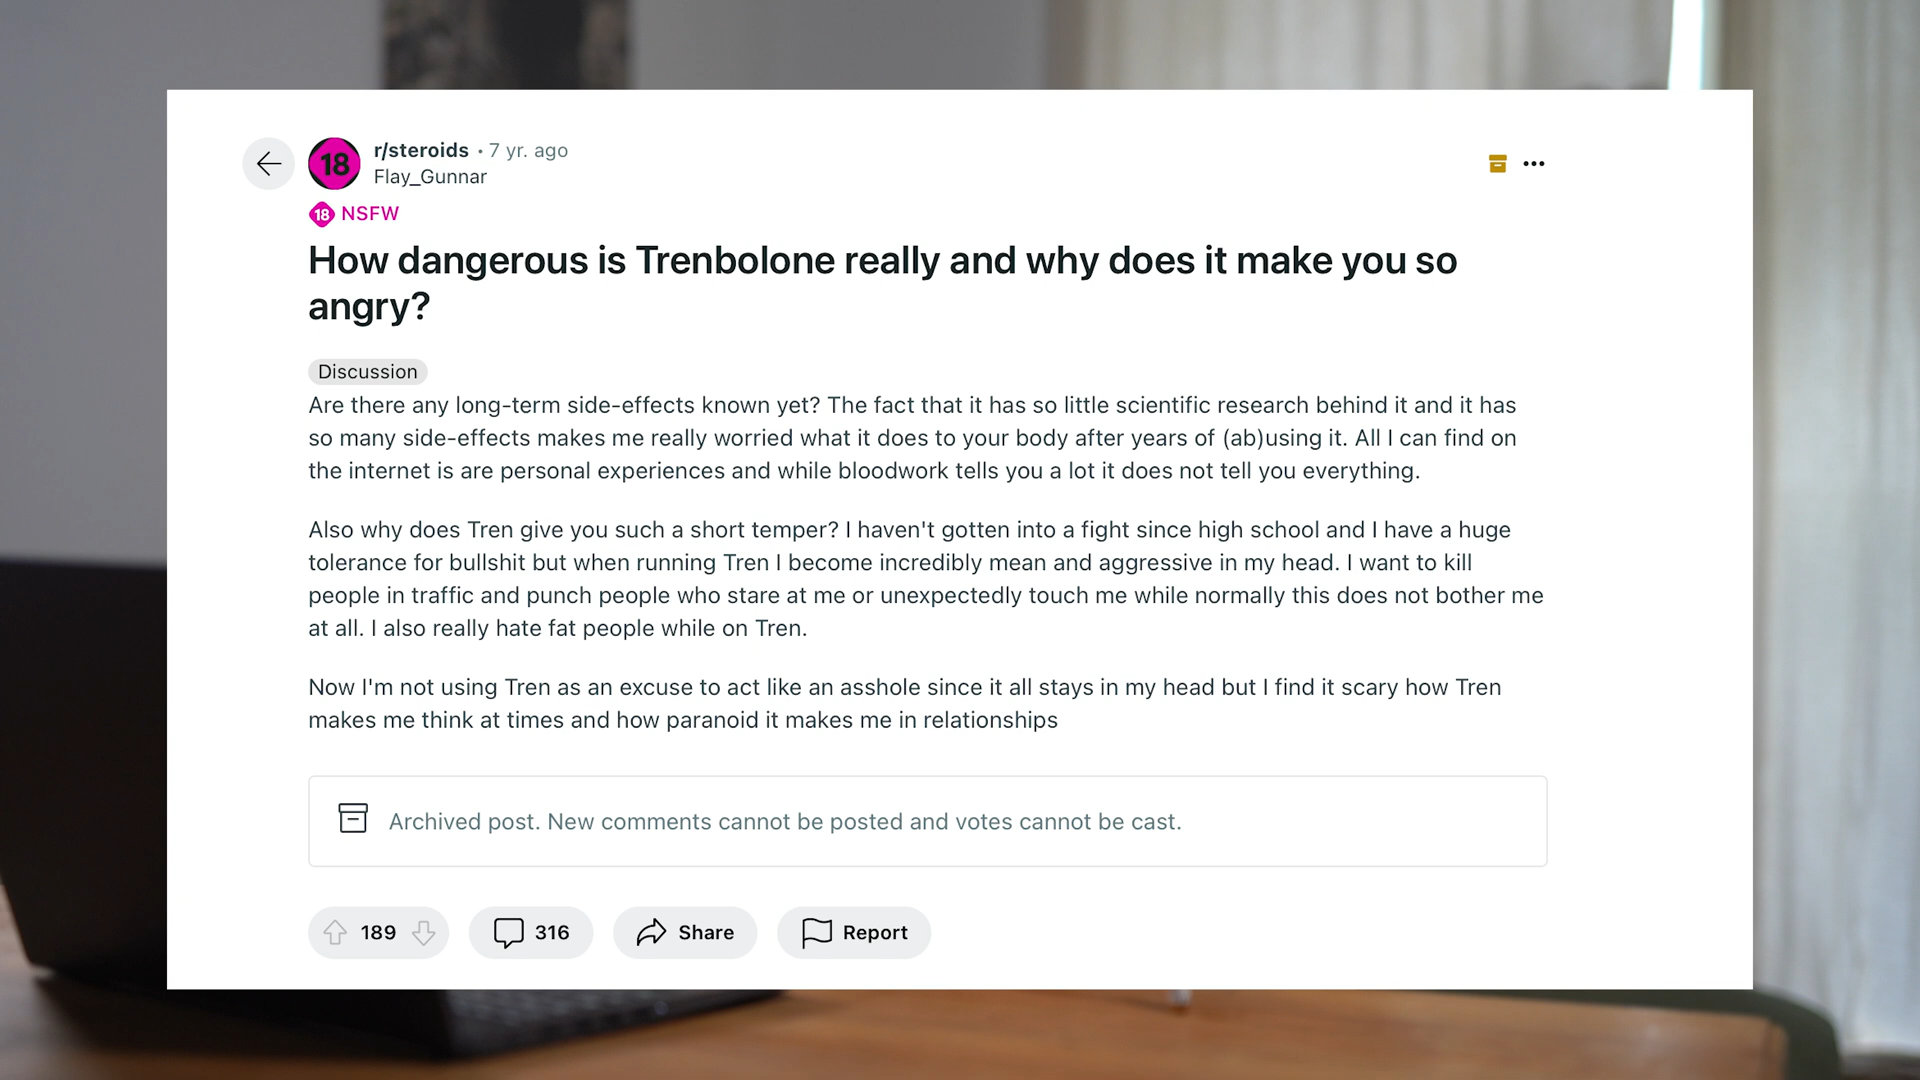 18 r/steroids • 7 yr. ago
Flay_Gunnar
18 NSFW
How dangerous is Trenbolone really and why does it make you so
angry?
Discussion
Are there any long-term side-effects known yet? The fact that it has so little scientific research behind it and it has
so many side-effects makes me really worried what it does to your body after years of (ab)using it. All I can find on
the internet is are personal experiences and while bloodwork tells you a lot it does not tell you everything.
Also why does Tren give you such a short temper? I haven't gotten into a fight since high school and I have a huge
tolerance for bullshit but when running Tren I become incredibly mean and aggressive in my head. I want to kill
people in traffic and punch people who stare at me or unexpectedly touch me while normally this does not bother me
at all. I also really hate fat people while on Tren.
Now I'm not using Tren as an excuse to act like an asshole since it all stays in my head but I find it scary how Tren
makes me think at times and how paranoid it makes me in relationships
Archived post. New comments cannot be posted and votes cannot be cast.
189 316 Share Report